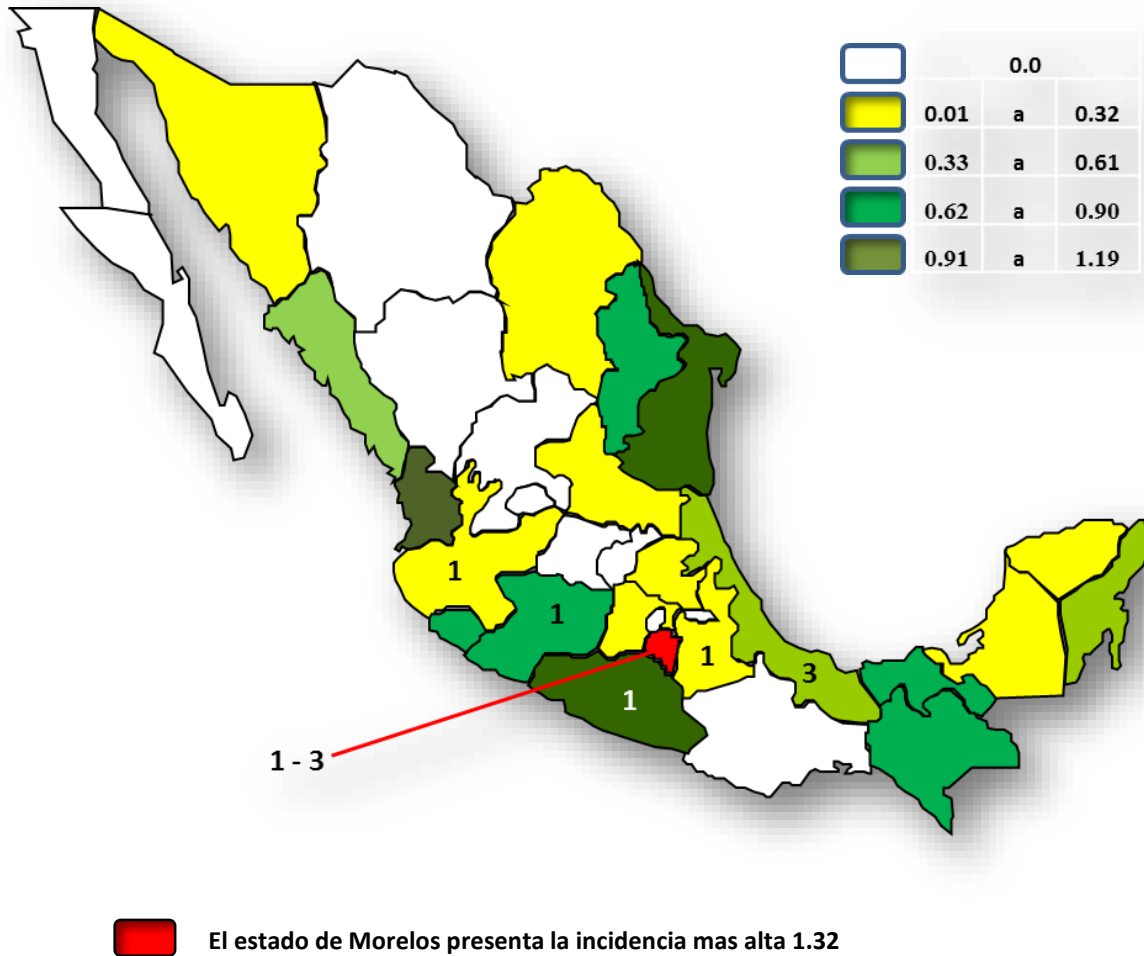 0.0
0.01 a 0.32
0.33 a 0.61
0.62 a 0.90
0.91 a 1.19
1
1
1
3
1
1 - 3
El estado de Morelos presenta la incidencia mas alta 1.32